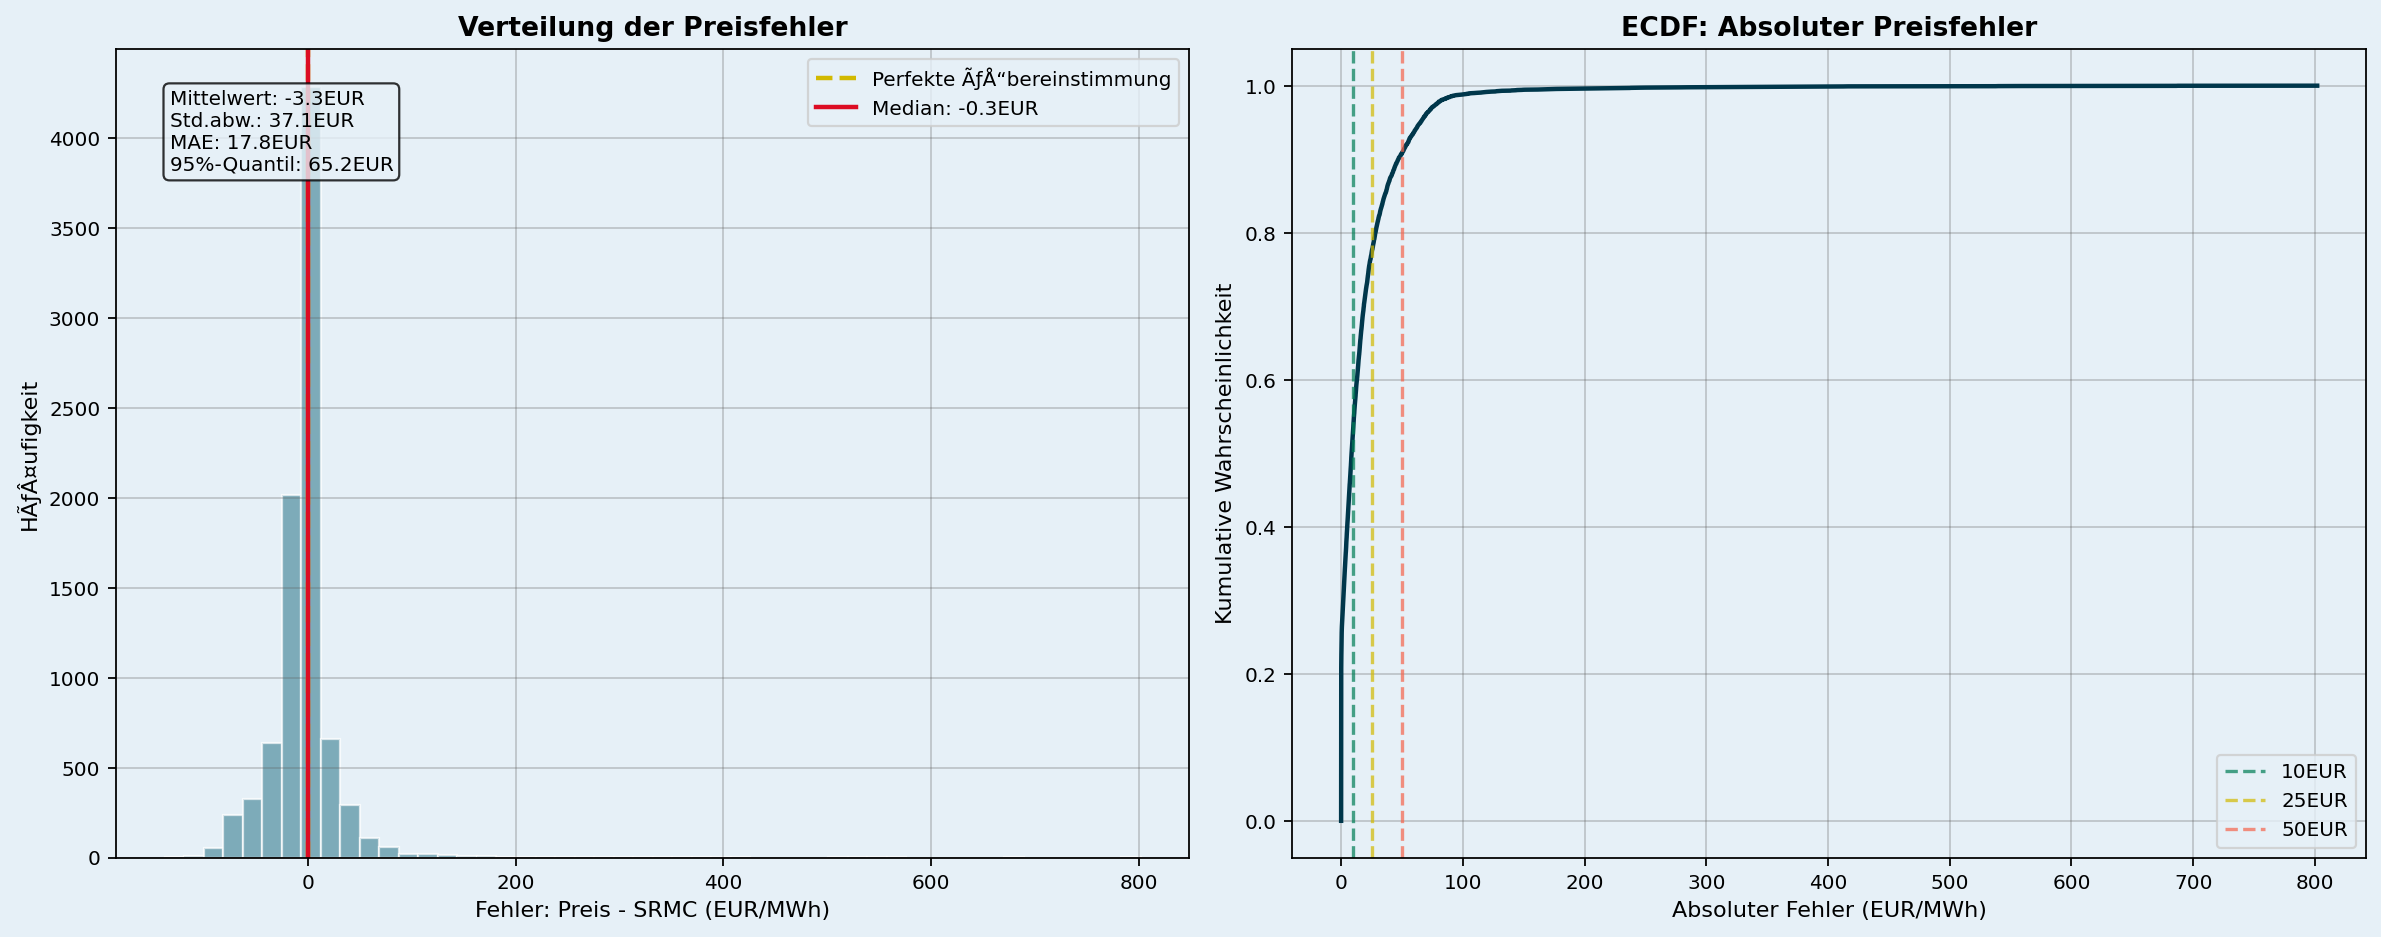 Verteilung der Preisfehler
Mittelwert: -3.3EUR
Std.abw.: 37.1EUR
MAE: 17.8EUR
95%-Quantil: 65.2EUR
Perfekte ÃƒÅ“bereinstimmung
Median: -0.3EUR
HÃƒÂ¤ufigkeit
4000
3500
3000
2500
2000
1500
1000
500
0
0 200 400 600 800
Fehler: Preis - SRMC (EUR/MWh)
ECDF: Absoluter Preisfehler
Kumulative Wahrscheinlichkeit
1.0
0.8
0.6
0.4
0.2
0.0
10EUR
25EUR
50EUR
0 100 200 300 400 500 600 700 800
Absoluter Fehler (EUR/MWh)